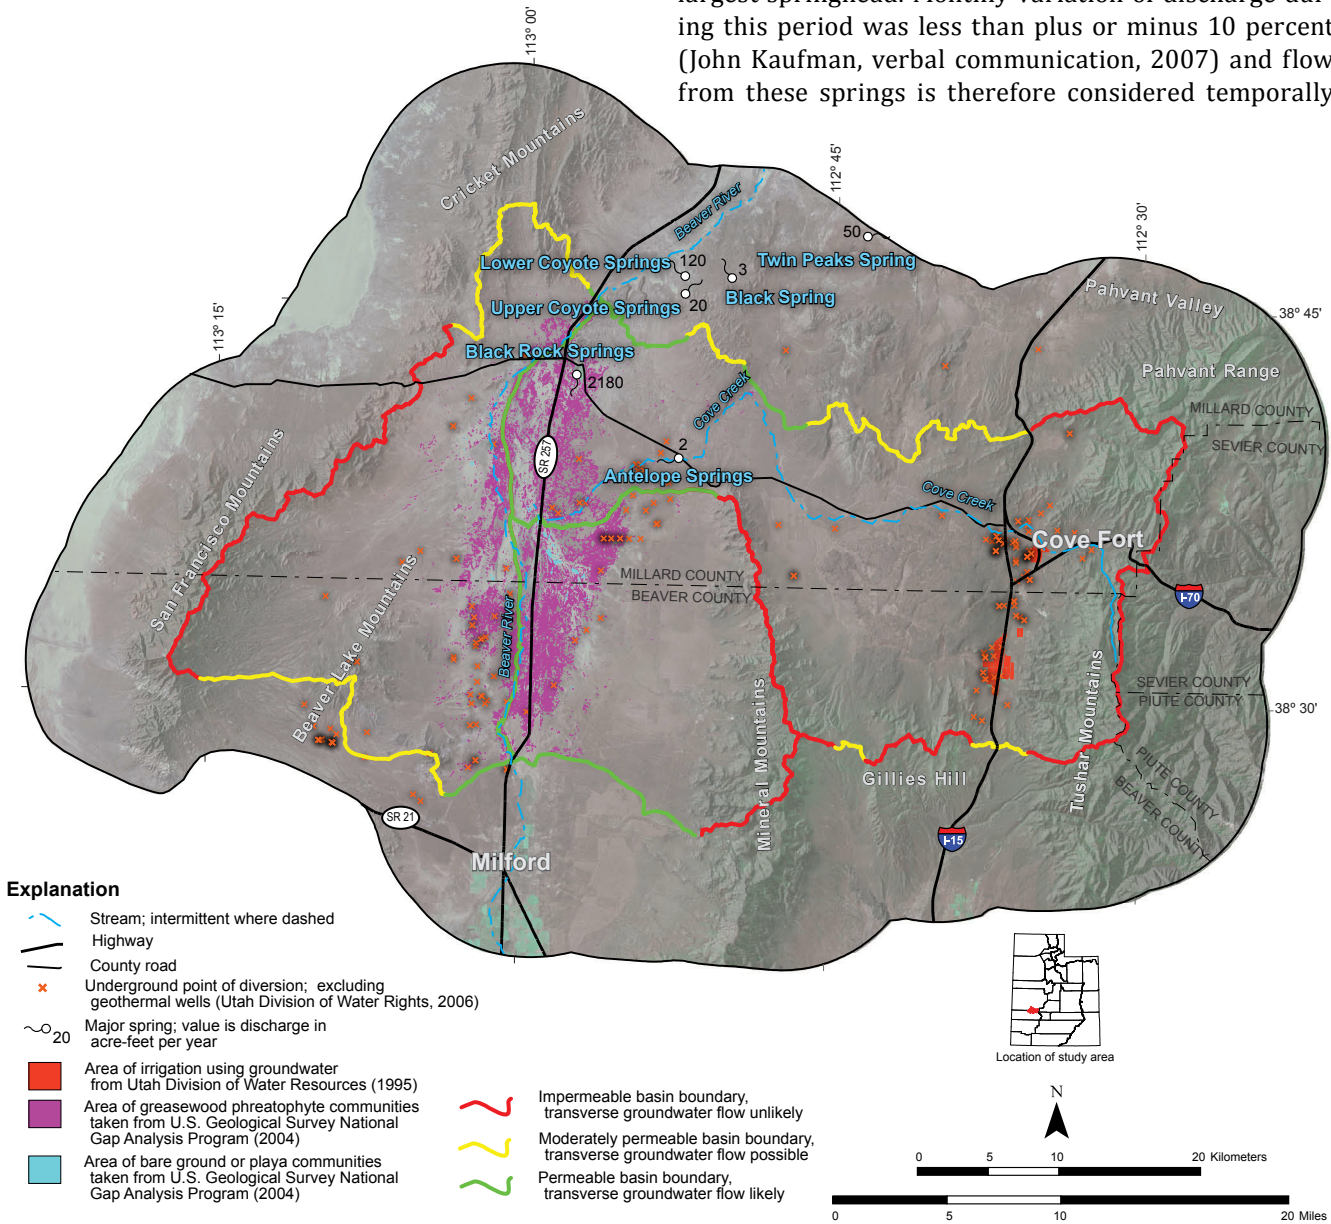 largest springhead. Monthly variation of discharge dur-
ing this period was less than plus or minus 10 percent
(John Kaufman, verbal communication, 2007) and flow
from these springs is therefore considered temporally
113° 00'
Cricket Mountains
112° 45'
Beaver River
112° 30'
50
Twin Peaks Spring
Lower Coyote Springs
120
3
Black Spring
Upper Coyote Springs
20
Pahvant Valley
38° 45'
113° 15'
Black Rock Springs
2180
Pahvant Range
Cove Creek
MILLARD COUNTY
SEVIER COUNTY
SR 257
2
Antelope Springs
San Francisco Mountains
Cove Creek
Cove Fort
MILLARD COUNTY
BEAVER COUNTY
I-70
Beaver Lake Mountains
Beaver River
Mineral Mountains
Tushar Mountains
SEVIER COUNTY
PIUTE COUNTY
38° 30'
PIUTE COUNTY
BEAVER COUNTY
Gillies Hill
SR 21
I-15
Milford
Explanation
Stream; intermittent where dashed
Highway
County road
Underground point of diversion; excluding
geothermal wells (Utah Division of Water Rights, 2006)
20
Major spring; value is discharge in
acre-feet per year
Area of irrigation using groundwater
from Utah Division of Water Resources (1995)
Area of greasewood phreatophyte communities
taken from U.S. Geological Survey National
Gap Analysis Program (2004)
Area of bare ground or playa communities
taken from U.S. Geological Survey National
Gap Analysis Program (2004)
Impermeable basin boundary,
transverse groundwater flow unlikely
Moderately permeable basin boundary,
transverse groundwater flow possible
Permeable basin boundary,
transverse groundwater flow likely
Location of study area
N
0 5 10 20 Kilometers
0 5 10 20 Miles